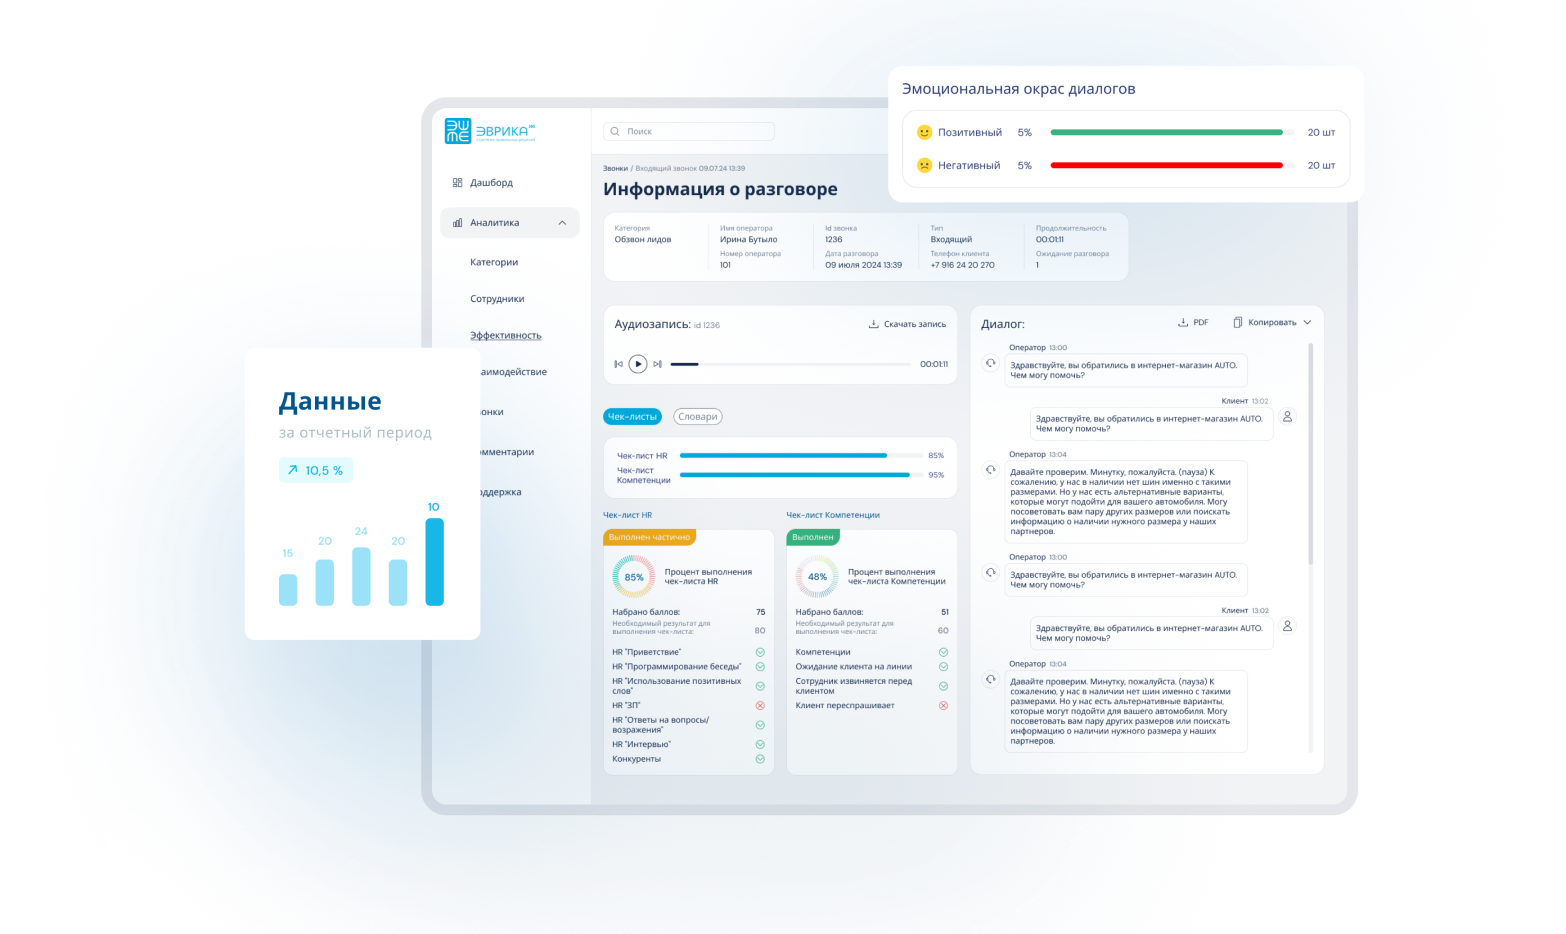 Эмоциональная окрас диалогов
Позитивный 5% 20 шт
Негативный 5% 20 шт
ЭШ
МЕ
ЭВРИКА
Поиск
Дашборд
Аналитика
Категории
Сотрудники
Эффективность
заимодействие
вонки
омментарии
оддержка
Звонки / Входящий звонок 09.07.24 13:39
Информация о разговоре
Категория
Обзвон лидов
Имя оператора
Ирина Бутыло
Номер оператора
101
Id звонка
1236
Дата разговора
09 июля 2024 13:39
Тип
Входящий
Телефон клиента
+7 916 24 20 270
Продолжительность
00:01:11
Ожидание разговора
1
Данные
за отчетный период
10,5 %
15
20
24
20
10
Аудиозапись: id 1236
Скачать запись
00:01:11
Чек-листы
Словари
Чек-лист HR 85%
Чек-лист
Компетенции 95%
Чек-лист HR
Выполнен частично
85%
Процент выполнения
чек-листа HR
Набрано баллов: 75
Необходимый результат для
выполнения чек-листа: 80
HR "Приветствие"
HR "Программирование беседы"
HR "Использование позитивных
слов"
HR "ЗП"
HR "Ответы на вопросы/
возражения"
HR "Интервью"
Конкуренты
Чек-лист Компетенции
Выполнен
48%
Процент выполнения
чек-листа Компетенции
Набрано баллов: 51
Необходимый результат для
выполнения чек-листа: 60
Компетенции
Ожидание клиента на линии
Сотрудник извиняется перед
клиентом
Клиент переспрашивает
Диалог:
PDF
Копировать
Оператор 13:00
Здравствуйте, вы обратились в интернет-магазин AUTO.
Чем могу помочь?
Клиент 13:02
Здравствуйте, вы обратились в интернет-магазин AUTO.
Чем могу помочь?
Оператор 13:04
Давайте проверим. Минутку, пожалуйста. (пауза) К
сожалению, у нас в наличии нет шин именно с такими
размерами. Но у нас есть альтернативные варианты,
которые могут подойти для вашего автомобиля. Могу
посоветовать вам пару других размеров или поискать
информацию о наличии нужного размера у наших
партнеров.
Оператор 13:00
Здравствуйте, вы обратились в интернет-магазин AUTO.
Чем могу помочь?
Клиент 13:02
Здравствуйте, вы обратились в интернет-магазин AUTO.
Чем могу помочь?
Оператор 13:04
Давайте проверим. Минутку, пожалуйста. (пауза) К
сожалению, у нас в наличии нет шин именно с такими
размерами. Но у нас есть альтернативные варианты,
которые могут подойти для вашего автомобиля. Могу
посоветовать вам пару других размеров или поискать
информацию о наличии нужного размера у наших
партнеров.